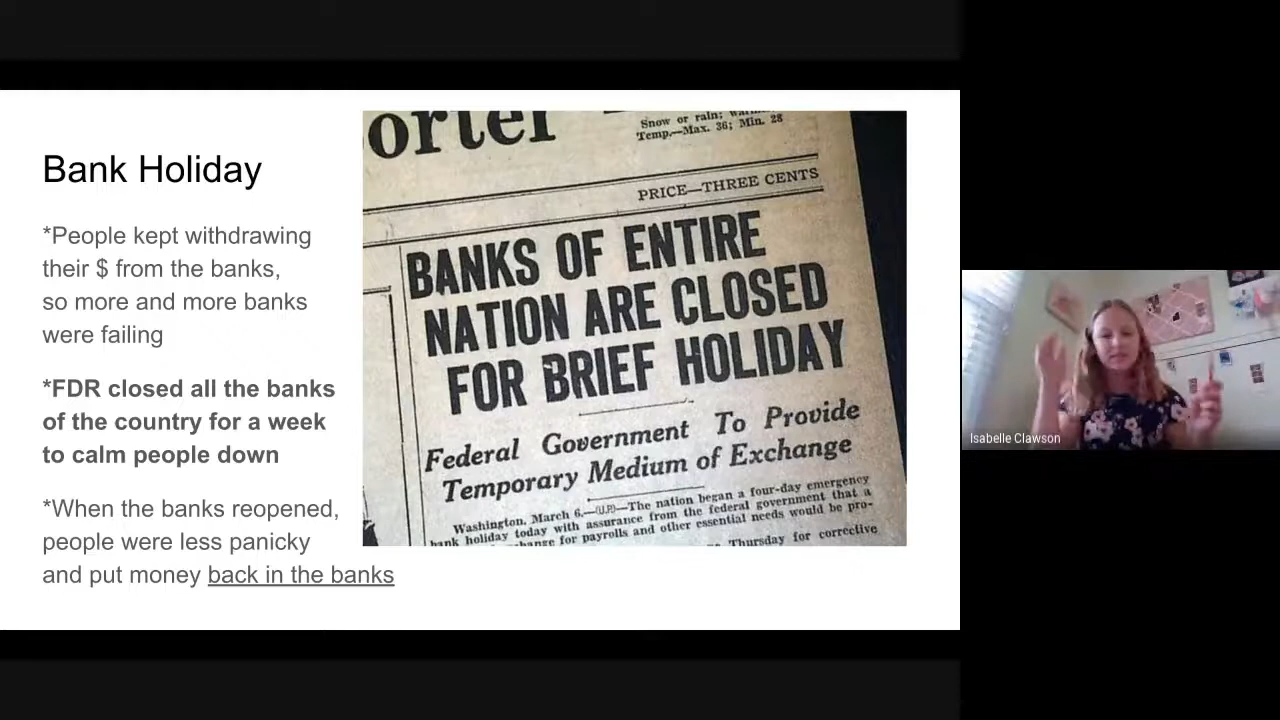 Bank Holiday
*People kept withdrawing
their $ from the banks,
so more and more banks
were failing
*FDR closed all the banks
of the country for a week
to calm people down
*When the banks reopened,
people were less panicky
and put money back in the banks
orter
Snow or rain;
Temp.—Max. 36; Min. 28
PRICE—THREE CENTS
BANKS OF ENTIRE
NATION ARE CLOSED
FOR BRIEF HOLIDAY
Federal Government To Provide
Temporary Medium of Exchange
Washington, March 6.—(U.P.)—The nation began a four-day emergency
bank holiday today with assurance from the federal government that a
change for payrolls and other essential needs would be pro-
Thursday for corrective
Isabelle Clawson